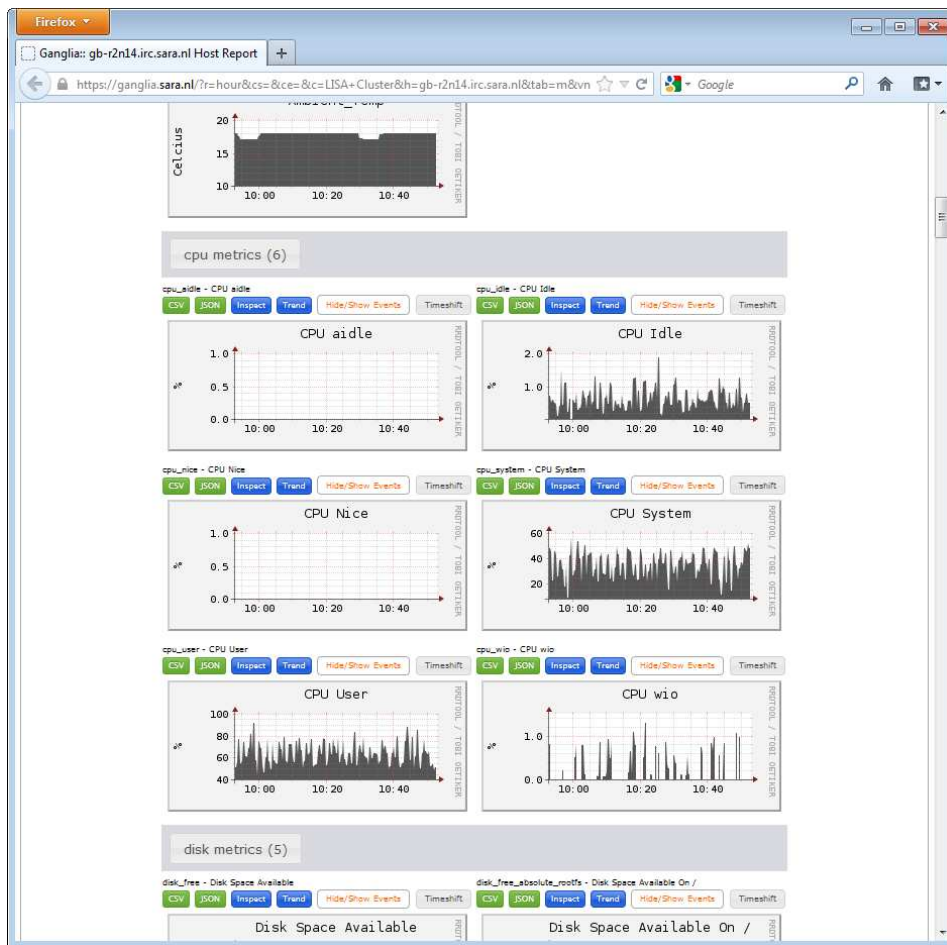 Firefox
Ganglia:: gb-r2n14.irc.sara.nl Host Report
+
https://ganglia.sara.nl/?r=hour&cs=&ce=&c=LISA+Cluster&h=gb-r2n14.irc.sara.nl&tab=m&vn
Google
Ambient_Temp
20
15
10
Celcius
10:00 10:20 10:40
RRDTOOL / TOBI OETIKER
cpu metrics (6)
cpu_aidle - CPU aidle
CSV JSON Inspect Trend Hide/Show Events Timeshift
CPU aidle
1.0
0.5
0.0
%
10:00 10:20 10:40
RRDTOOL / TOBI OETIKER
cpu_idle - CPU Idle
CSV JSON Inspect Trend Hide/Show Events Timeshift
CPU Idle
2.0
1.0
%
10:00 10:20 10:40
RRDTOOL / TOBI OETIKER
cpu_nice - CPU Nice
CSV JSON Inspect Trend Hide/Show Events Timeshift
CPU Nice
1.0
0.5
0.0
%
10:00 10:20 10:40
RRDTOOL / TOBI OETIKER
cpu_system - CPU System
CSV JSON Inspect Trend Hide/Show Events Timeshift
CPU System
60
40
20
%
10:00 10:20 10:40
RRDTOOL / TOBI OETIKER
cpu_user - CPU User
CSV JSON Inspect Trend Hide/Show Events Timeshift
CPU User
100
80
60
40
%
10:00 10:20 10:40
RRDTOOL / TOBI OETIKER
cpu_wio - CPU wio
CSV JSON Inspect Trend Hide/Show Events Timeshift
CPU wio
1.0
0.0
%
10:00 10:20 10:40
RRDTOOL / TOBI OETIKER
disk metrics (5)
disk_free - Disk Space Available
CSV JSON Inspect Trend Hide/Show Events Timeshift
Disk Space Available
disk_free_absolute_rootfs - Disk Space Available On /
CSV JSON Inspect Trend Hide/Show Events Timeshift
Disk Space Available On /